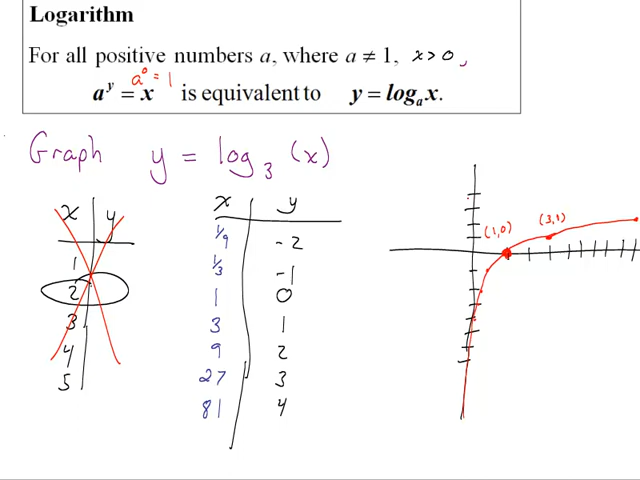 Logarithm
For all positive numbers a, where a ≠ 1, x > 0,
a⁰ = 1
aʸ = x is equivalent to y = logₐ x.
Graph y = log₃ (x)
x y
1
2
3
4
5
x y
1/9 -2
1/3 -1
1 0
3 1
9 2
27 3
81 4
(1,0) (3,1)